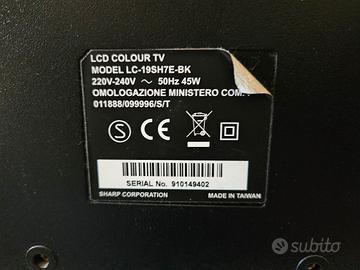 LCD COLOUR TV
MODEL LC-19SH7E-BK
220V-240V ~ 50Hz 45W
OMOLOGAZIONE MINISTERO COM.
011888/099996/S/T
S CE
SERIAL No. 910149402
SHARP CORPORATION MADE IN TAIWAN
subito